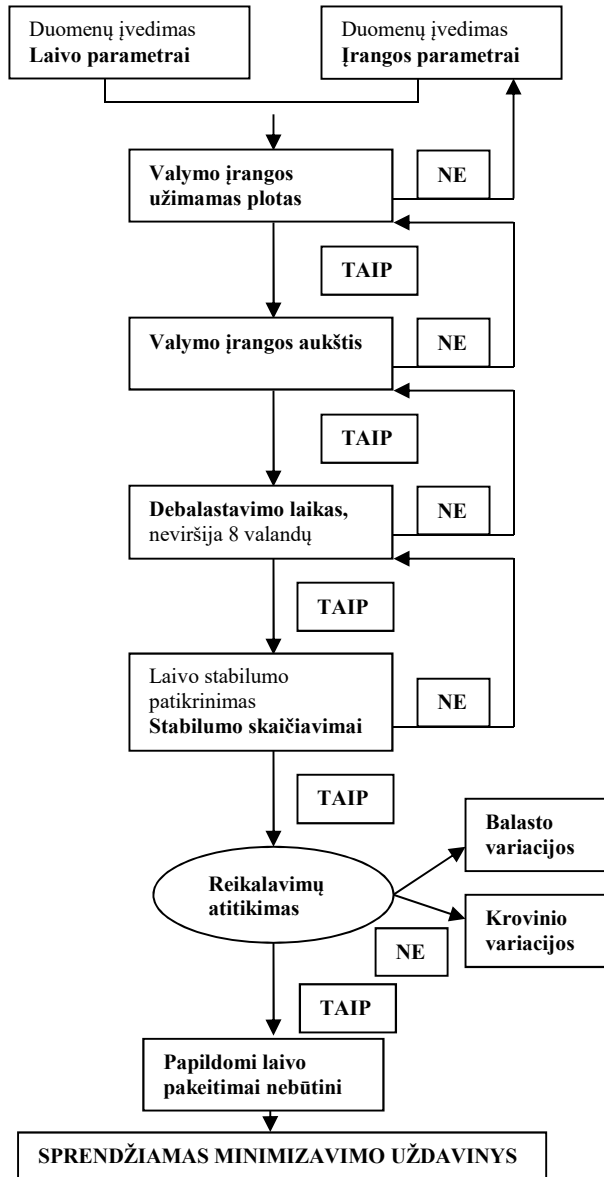 Duomenų įvedimas
Laivo parametrai
Duomenų įvedimas
Įrangos parametrai
Valymo įrangos
užimamas plotas
NE
TAIP
Valymo įrangos aukštis
NE
TAIP
Debalastavimo laikas,
neviršija 8 valandų
NE
TAIP
Laivo stabilumo
patikrinimas
Stabilumo skaičiavimai
NE
TAIP
Balasto
variacijos
Reikalavimų
atitikimas
Krovinio
variacijos
NE
TAIP
Papildomi laivo
pakeitimai nebūtini
SPRENDŽIAMAS MINIMIZAVIMO UŽDAVINYS